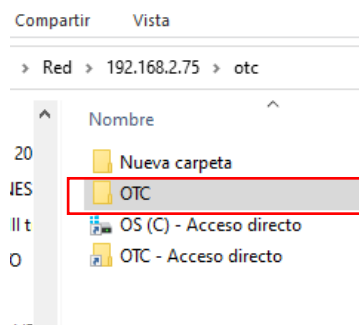 Compartir Vista
> Red > 192.168.2.75 > otc
Nombre
20
Nueva carpeta
OTC
OS (C) - Acceso directo
OTC - Acceso directo